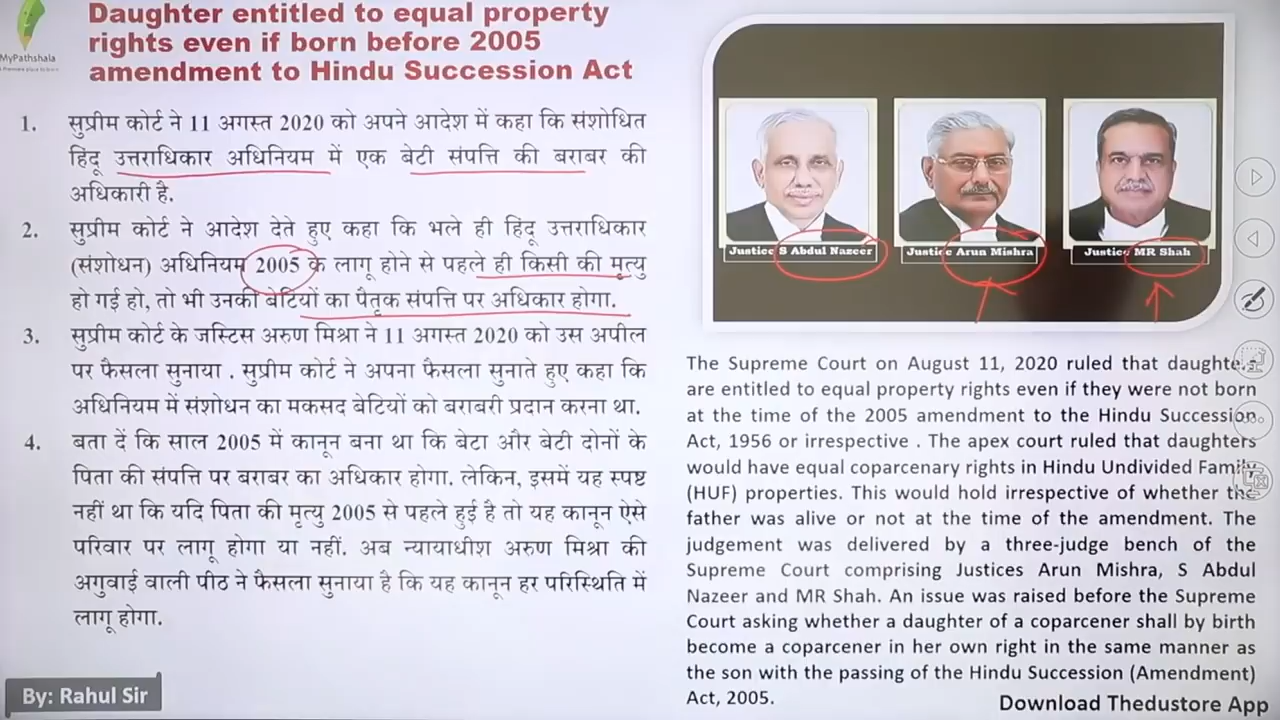 MyPathshala
Daughter entitled to equal property
rights even if born before 2005
amendment to Hindu Succession Act
1. सुप्रीम कोर्ट ने 11 अगस्त 2020 को अपने आदेश में कहा कि संशोधित
हिंदू उत्तराधिकार अधिनियम में एक बेटी संपत्ति की बराबर की
अधिकारी है.
2. सुप्रीम कोर्ट ने आदेश देते हुए कहा कि भले ही हिंदू उत्तराधिकार
(संशोधन) अधिनियम 2005 के लागू होने से पहले ही किसी की मृत्यु
हो गई हो, तो भी उनकी बेटियों का पैतृक संपत्ति पर अधिकार होगा.
3. सुप्रीम कोर्ट के जस्टिस अरुण मिश्रा ने 11 अगस्त 2020 को उस अपील
पर फैसला सुनाया . सुप्रीम कोर्ट ने अपना फैसला सुनाते हुए कहा कि
अधिनियम में संशोधन का मकसद बेटियों को बराबरी प्रदान करना था.
4. बता दें कि साल 2005 में कानून बना था कि बेटा और बेटी दोनों के
पिता की संपत्ति पर बराबर का अधिकार होगा. लेकिन, इसमें यह स्पष्ट
नहीं था कि यदि पिता की मृत्यु 2005 से पहले हुई है तो यह कानून ऐसे
परिवार पर लागू होगा या नहीं. अब न्यायाधीश अरुण मिश्रा की
अगुवाई वाली पीठ ने फैसला सुनाया है कि यह कानून हर परिस्थिति में
लागू होगा.
By: Rahul Sir
Justice S Abdul Nazeer
Justice Arun Mishra
Justice MR Shah
The Supreme Court on August 11, 2020 ruled that daughters
are entitled to equal property rights even if they were not born
at the time of the 2005 amendment to the Hindu Succession
Act, 1956 or irrespective . The apex court ruled that daughters
would have equal coparcenary rights in Hindu Undivided Family
(HUF) properties. This would hold irrespective of whether the
father was alive or not at the time of the amendment. The
judgement was delivered by a three-judge bench of the
Supreme Court comprising Justices Arun Mishra, S Abdul
Nazeer and MR Shah. An issue was raised before the Supreme
Court asking whether a daughter of a coparcener shall by birth
become a coparcener in her own right in the same manner as
the son with the passing of the Hindu Succession (Amendment)
Act, 2005.
Download Thedustore App